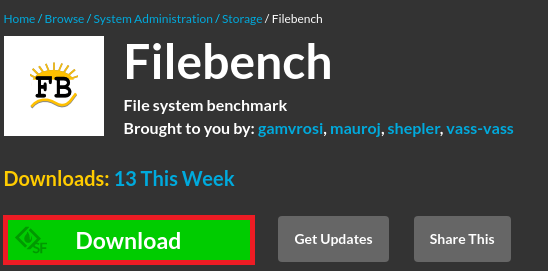 Home / Browse / System Administration / Storage / Filebench
FB
Filebench
File system benchmark
Brought to you by: gamvrosi, mauroj, shepler, vass-vass
Downloads: 13 This Week
SF Download Get Updates Share This